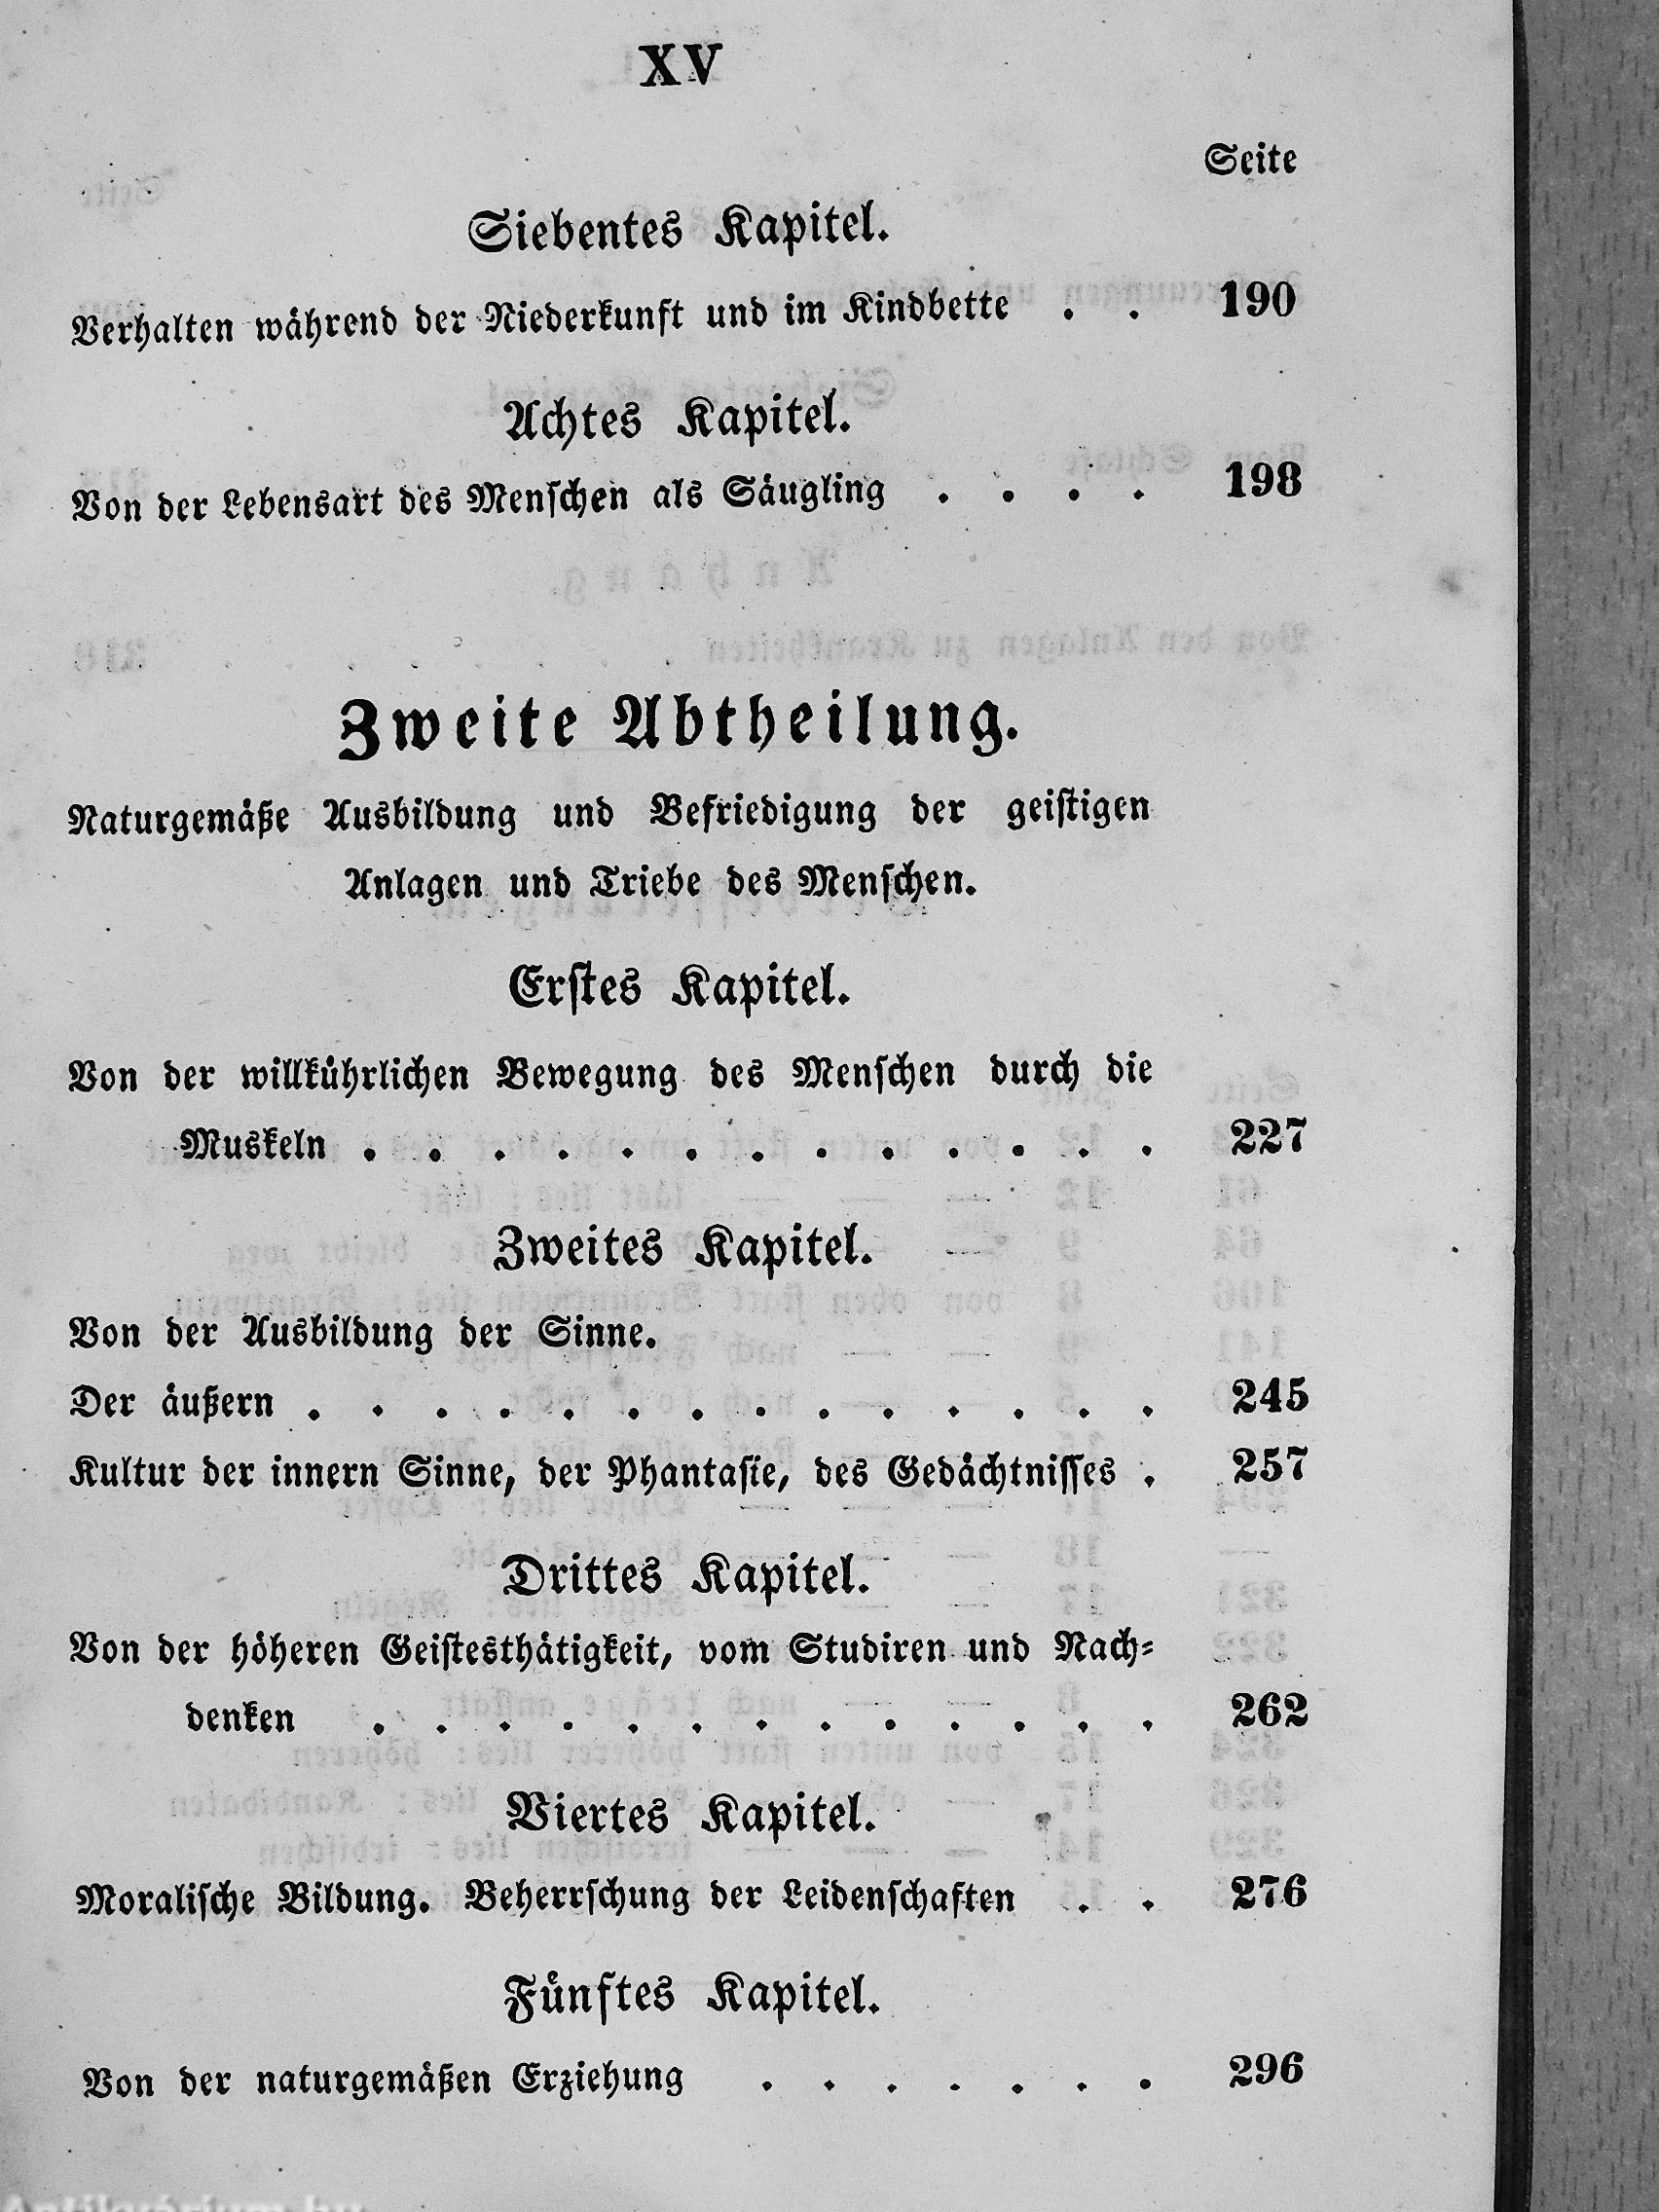 XV
Seite
Siebentes Kapitel.
Verhalten während der Niederkunft und im Kindbette . . 190
Achtes Kapitel.
Von der Lebensart des Menschen als Säugling . . . . 198
Zweite Abtheilung.
Naturgemäße Ausbildung und Befriedigung der geistigen
Anlagen und Triebe des Menschen.
Erstes Kapitel.
Von der willkührlichen Bewegung des Menschen durch die
Muskeln . . . . . . . . . . . . . 227
Zweites Kapitel.
Von der Ausbildung der Sinne.
Der äußern . . . . . . . . . . . . . . 245
Kultur der innern Sinne, der Phantasie, des Gedächtnisses . 257
Drittes Kapitel.
Von der höheren Geistesthätigkeit, vom Studiren und Nach-
denken . . . . . . . . . . . . . 262
Viertes Kapitel.
Moralische Bildung. Beherrschung der Leidenschaften . . 276
Fünftes Kapitel.
Von der naturgemäßen Erziehung . . . . . . . 296